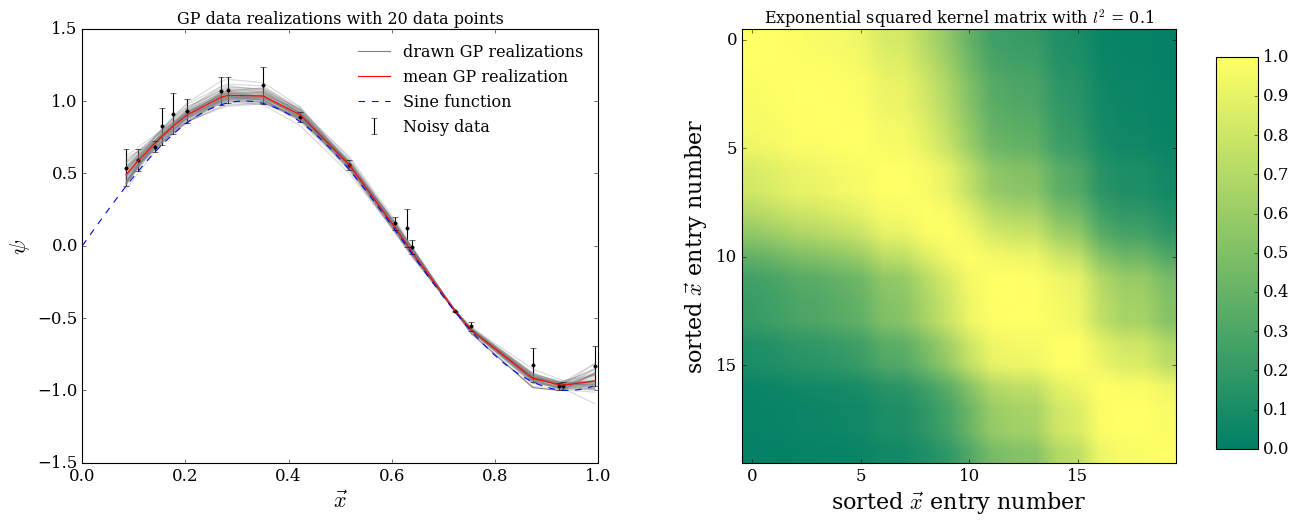 GP data realizations with 20 data points
1.5
1.0
0.5
0.0
−0.5
−1.0
−1.5
ψ
0.0 0.2 0.4 0.6 0.8 1.0
x⃗
drawn GP realizations
mean GP realization
Sine function
Noisy data
Exponential squared kernel matrix with l² = 0.1
0
5
10
15
sorted x⃗ entry number
0 5 10 15
sorted x⃗ entry number
1.0
0.9
0.8
0.7
0.6
0.5
0.4
0.3
0.2
0.1
0.0